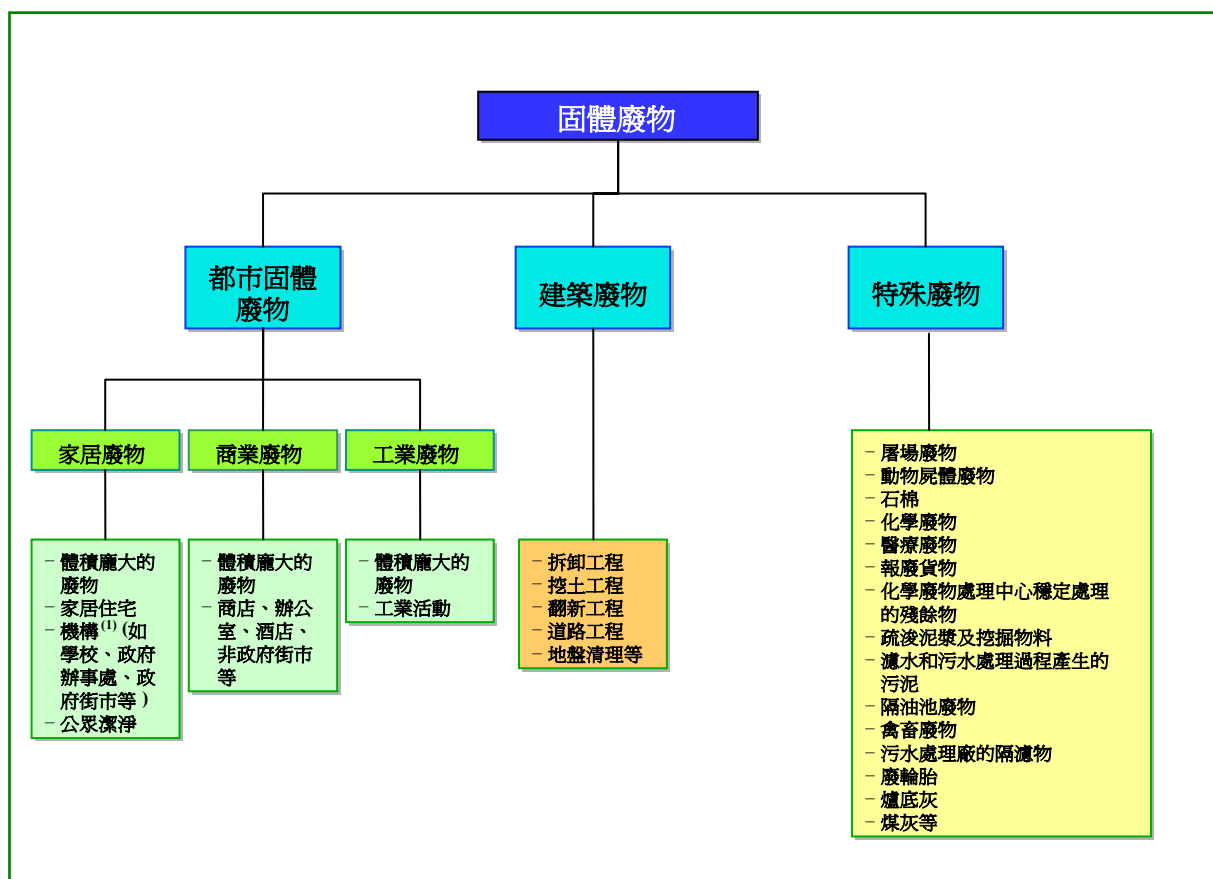 固體廢物
都市固體
廢物
建築廢物
特殊廢物
家居廢物
商業廢物
工業廢物
– 體積龐大的
廢物
– 家居住宅
– 機構(1) (如
學校、政府
辦事處、政
府街市等 )
– 公眾潔淨
– 體積龐大的
廢物
– 商店、辦公
室、酒店、
非政府街市
等
– 體積龐大的
廢物
– 工業活動
– 拆卸工程
– 挖土工程
– 翻新工程
– 道路工程
– 地盤清理等
– 屠場廢物
– 動物屍體廢物
– 石棉
– 化學廢物
– 醫療廢物
– 報廢貨物
– 化學廢物處理中心穩定處理
的殘餘物
– 疏浚泥漿及挖掘物料
– 濾水和污水處理過程產生的
污泥
– 隔油池廢物
– 禽畜廢物
– 污水處理廠的隔濾物
– 廢輪胎
– 爐底灰
– 煤灰等